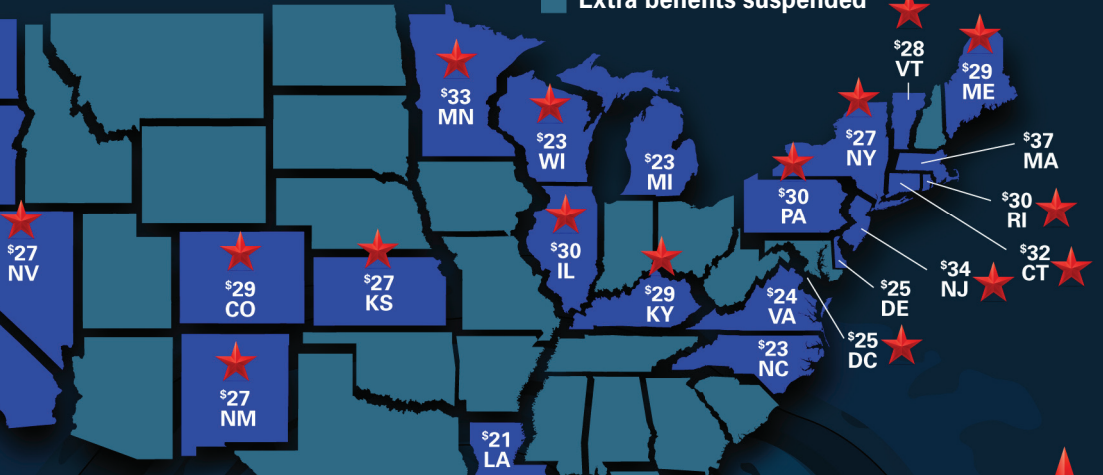 Extra benefits suspended
$28
VT
$29
ME
$33
MN
$23
WI
$23
MI
$27
NY
$37
MA
$30
PA
$30
RI
$27
NV
$30
IL
$32
CT
$34
NJ
$29
CO
$27
KS
$29
KY
$24
VA
$25
DE
$25
DC
$23
NC
$27
NM
$21
LA